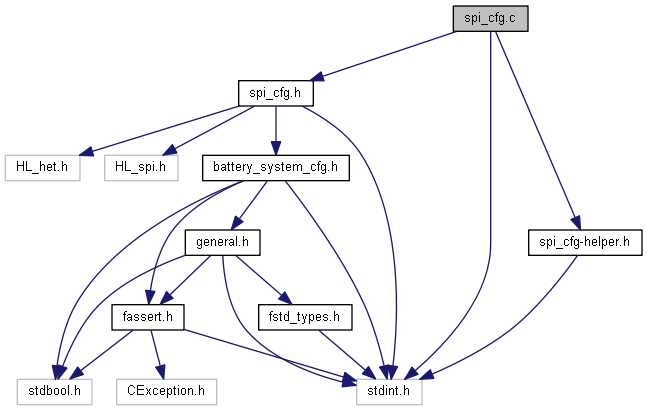 spi_cfg.c
spi_cfg.h
HL_het.h
HL_spi.h
battery_system_cfg.h
general.h
spi_cfg-helper.h
fassert.h
fstd_types.h
stdbool.h
CException.h
stdint.h